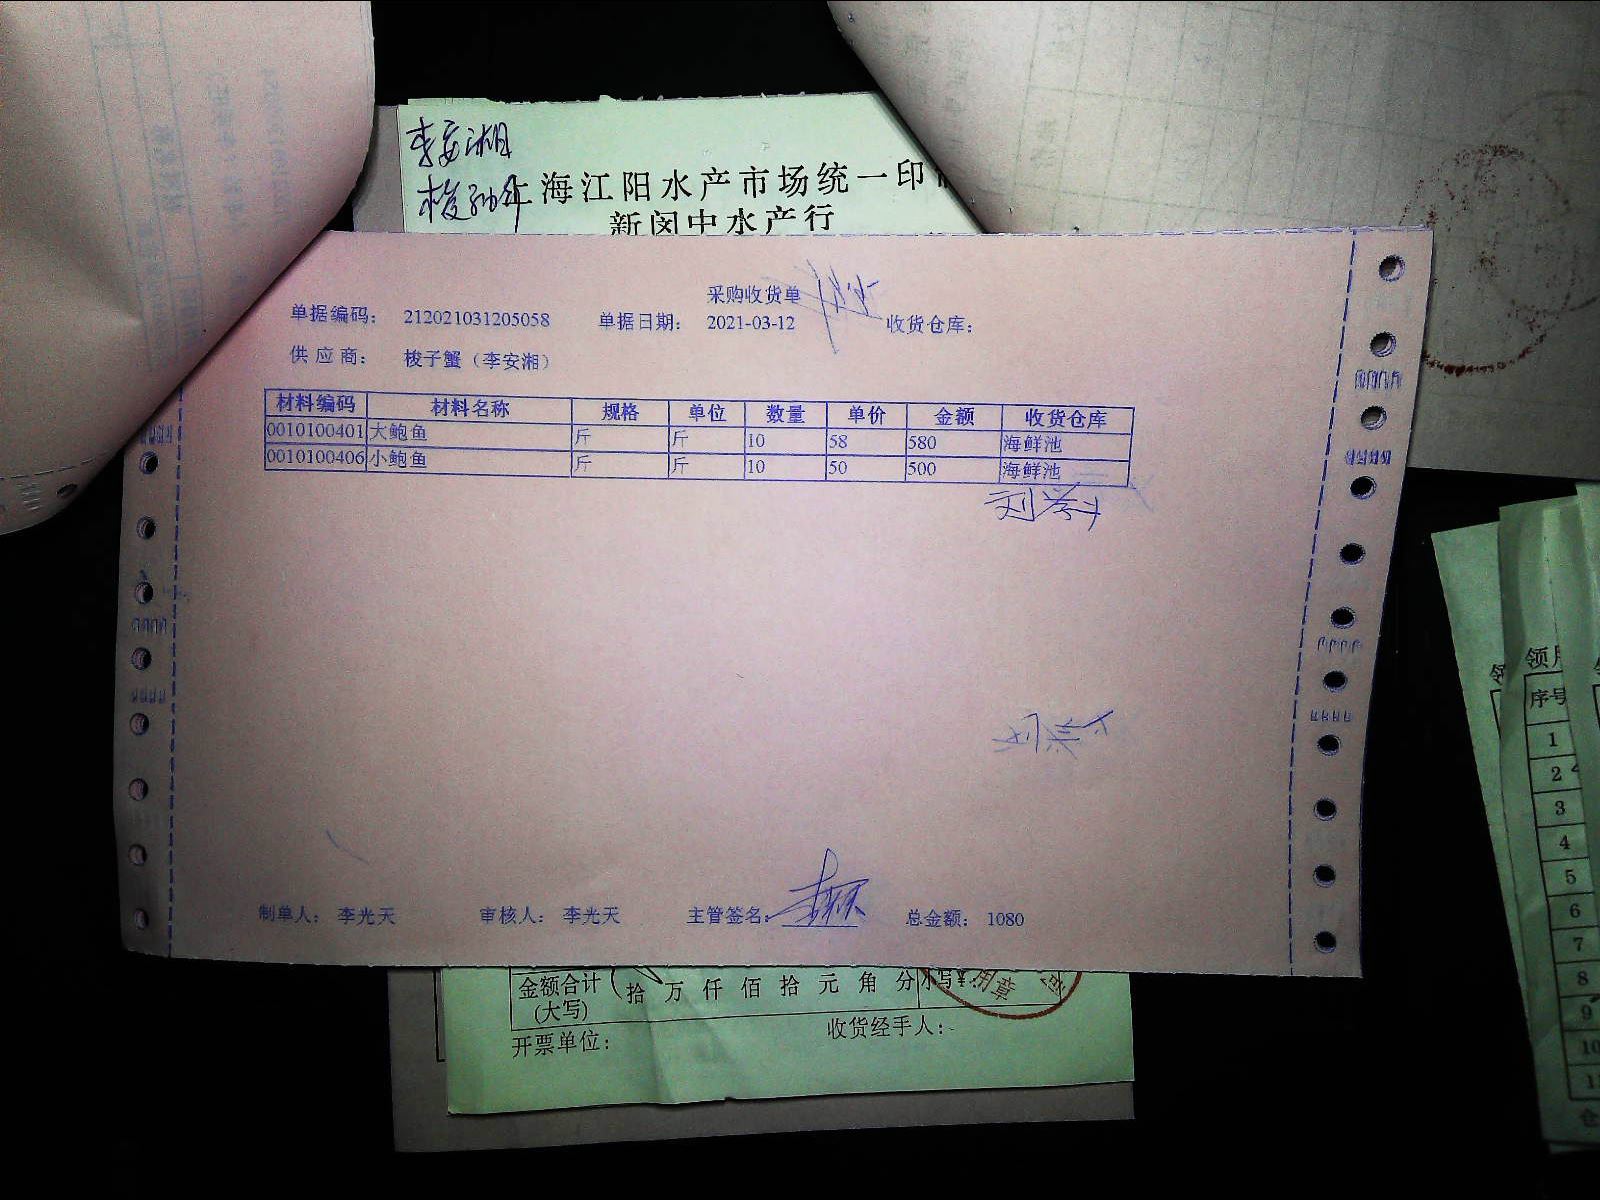 李安湘
上海江阳水产市场统一印
新闵中水产行
采购收货单
单据编码： 212021031205058 单据日期： 2021-03-12 收货仓库：
供应商： 梭子蟹（李安湘）
材料编码 材料名称 规格 单位 数量 单价 金额 收货仓库
0010100401 大鲍鱼 斤 斤 10 58 580 海鲜池
0010100406 小鲍鱼 斤 斤 10 50 500 海鲜池
制单人： 李光天 审核人： 李光天 主管签名： 总金额： 1080
金额合计 拾万仟佰拾元角分 小写¥
(大写)
开票单位： 收货经手人：
领用
序号
1
2
3
4
5
6
7
8
9
10